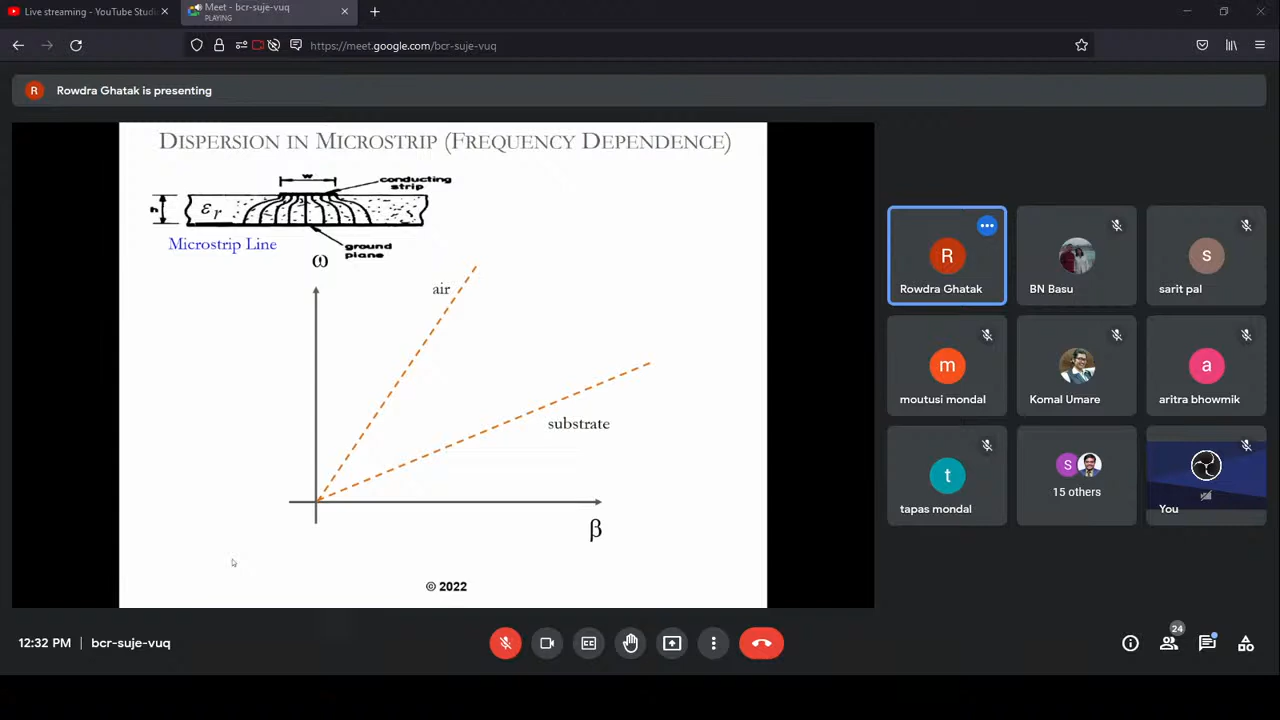 Live streaming - YouTube Studi
Meet - bcr-suje-vuq
PLAYING
https://meet.google.com/bcr-suje-vuq
R
Rowdra Ghatak is presenting
DISPERSION IN MICROSTRIP (FREQUENCY DEPENDENCE)
w
conducting
strip
h
εr
Microstrip Line
ground
plane
ω
air
substrate
β
© 2022
R
Rowdra Ghatak
BN Basu
s
sarit pal
m
moutusi mondal
Komal Umare
a
aritra bhowmik
t
tapas mondal
S
15 others
You
12:32 PM | bcr-suje-vuq
24